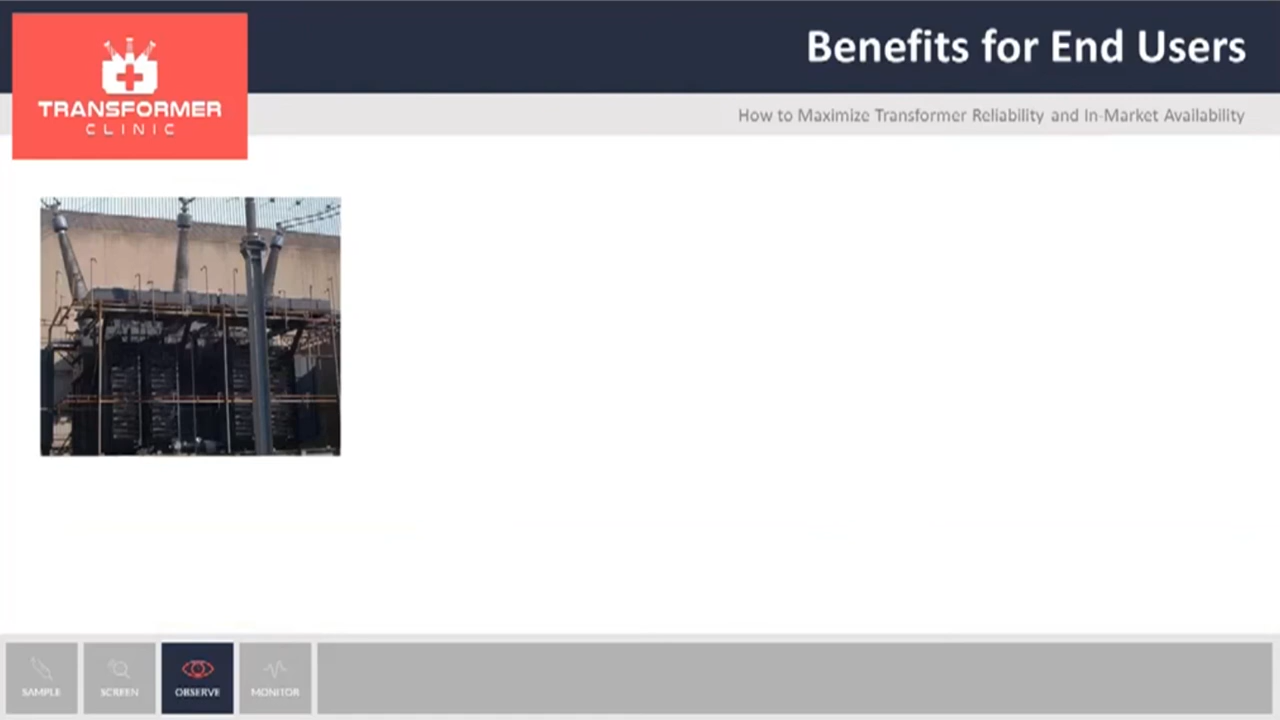 Benefits for End Users
TRANSFORMER
CLINIC
How to Maximize Transformer Reliability and In-Market Availability
SAMPLE
SCREEN
OBSERVE
MONITOR